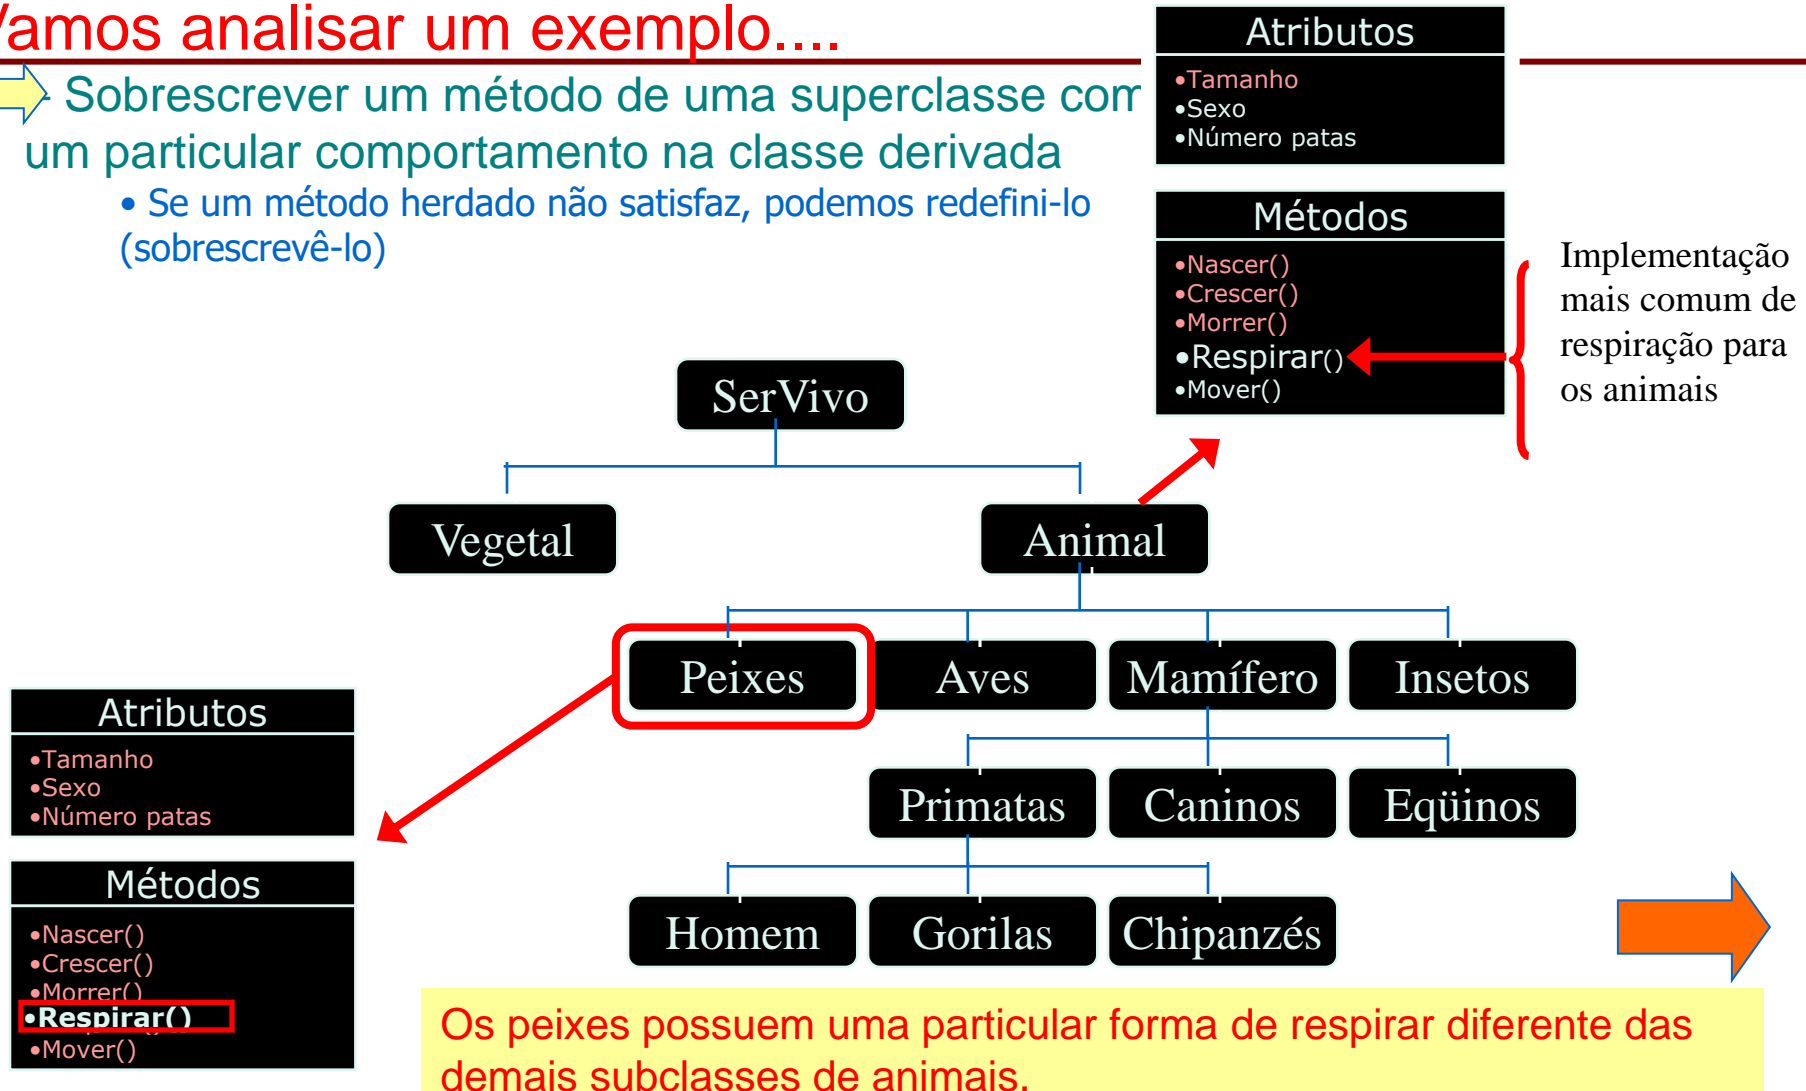 Vamos analisar um exemplo....
- Sobrescrever um método de uma superclasse com
um particular comportamento na classe derivada
• Se um método herdado não satisfaz, podemos redefini-lo
(sobrescrevê-lo)
Atributos
•Tamanho
•Sexo
•Número patas
Métodos
•Nascer()
•Crescer()
•Morrer()
•Respirar()
•Mover()
Implementação
mais comum de
respiração para
os animais
SerVivo
Vegetal
Animal
Peixes
Aves
Mamífero
Insetos
Primatas
Caninos
Eqüinos
Homem
Gorilas
Chipanzés
Atributos
•Tamanho
•Sexo
•Número patas
Métodos
•Nascer()
•Crescer()
•Morrer()
•Respirar()
•Mover()
Os peixes possuem uma particular forma de respirar diferente das
demais subclasses de animais.